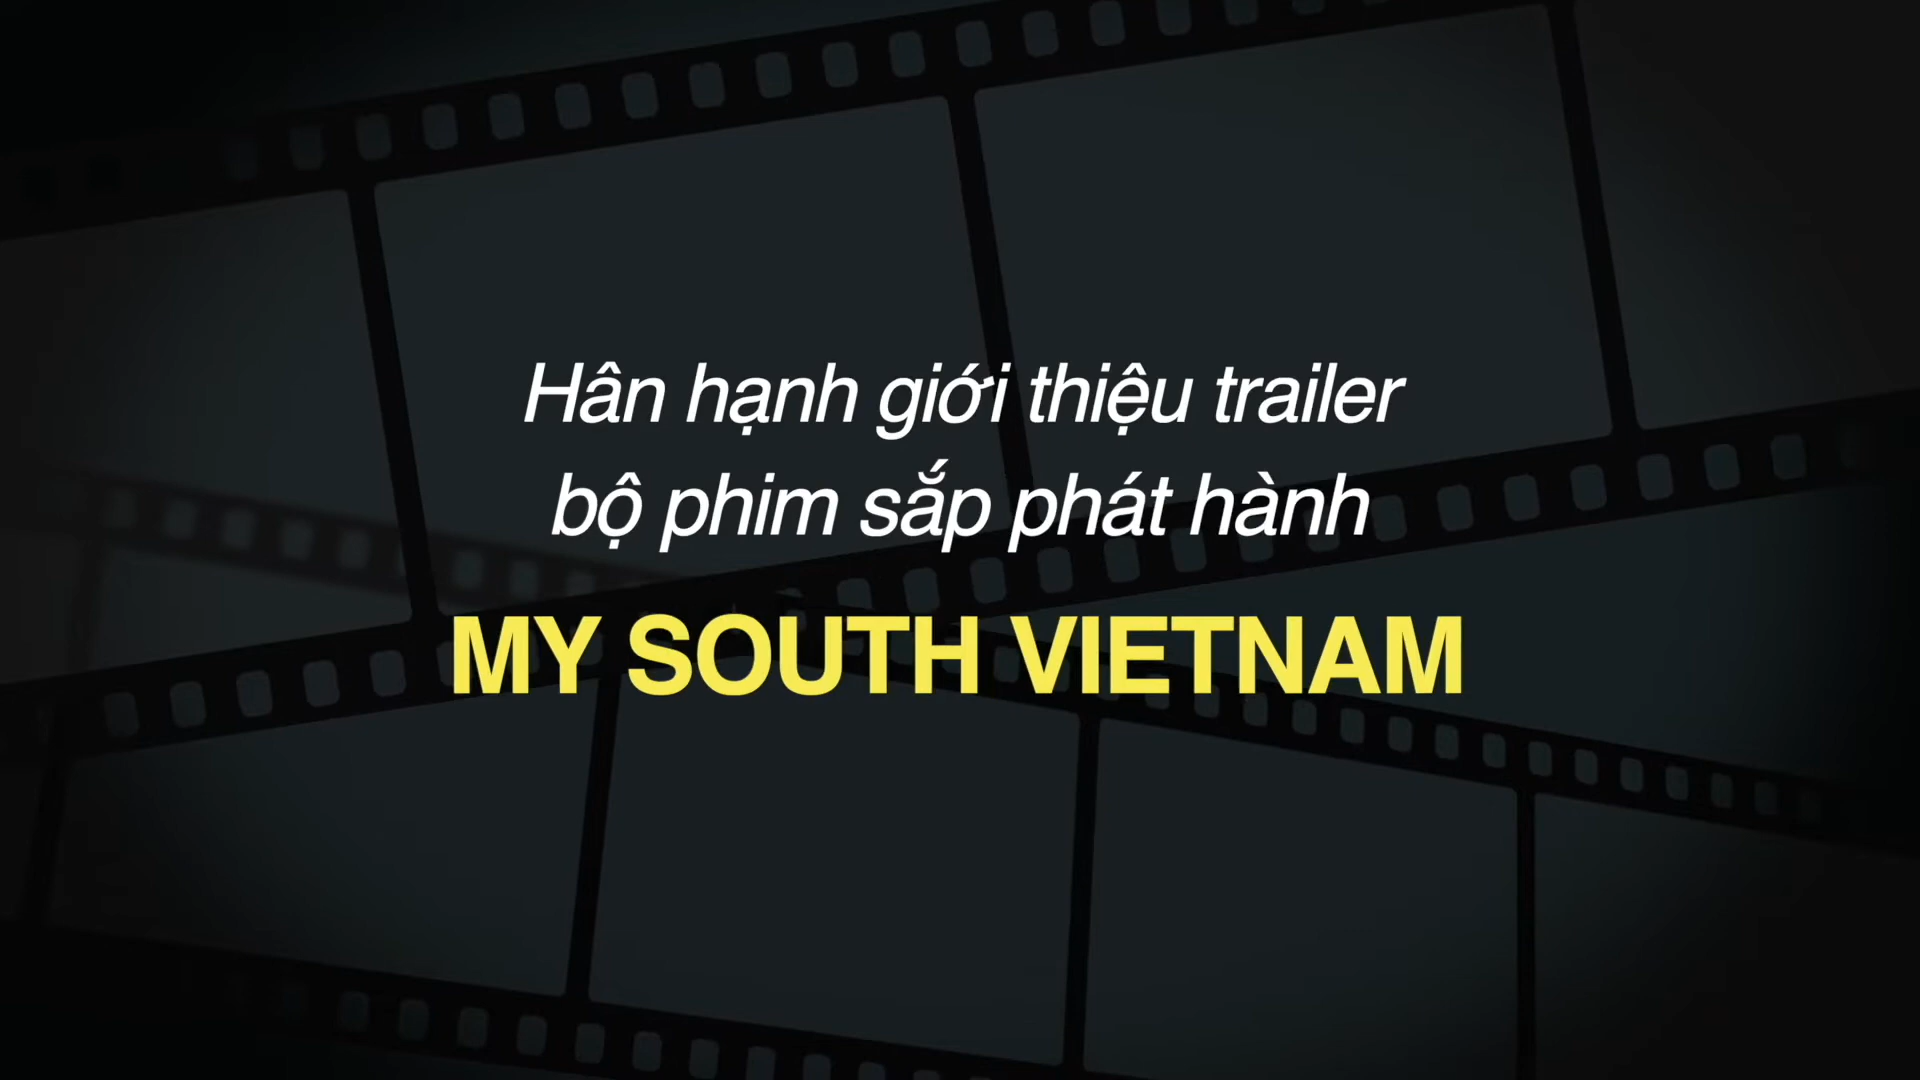 Hân hạnh giới thiệu trailer
bộ phim sắp phát hành
MY SOUTH VIETNAM